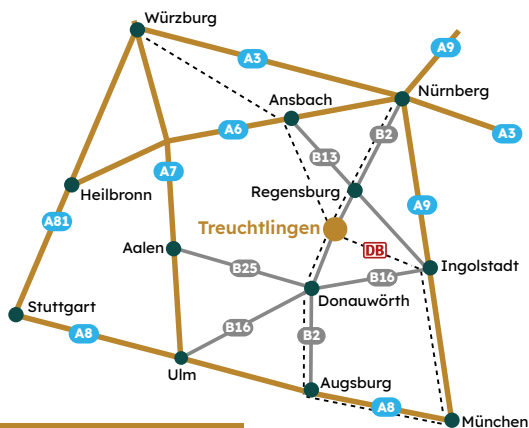 Würzburg
A9
A3
Nürnberg
Ansbach
A6
B2
A3
B13
A7
Regensburg
Heilbronn
A9
A81
Treuchtlingen
DB
Aalen
Ingolstadt
B25
B16
Donauwörth
Stuttgart
B16
A8
B2
Ulm
Augsburg
A8
München